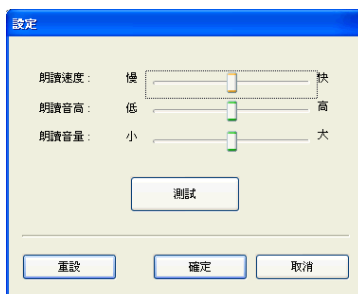 設定
朗讀速度： 慢 快
朗讀音高： 低 高
朗讀音量： 小 大
測試
重設 確定 取消